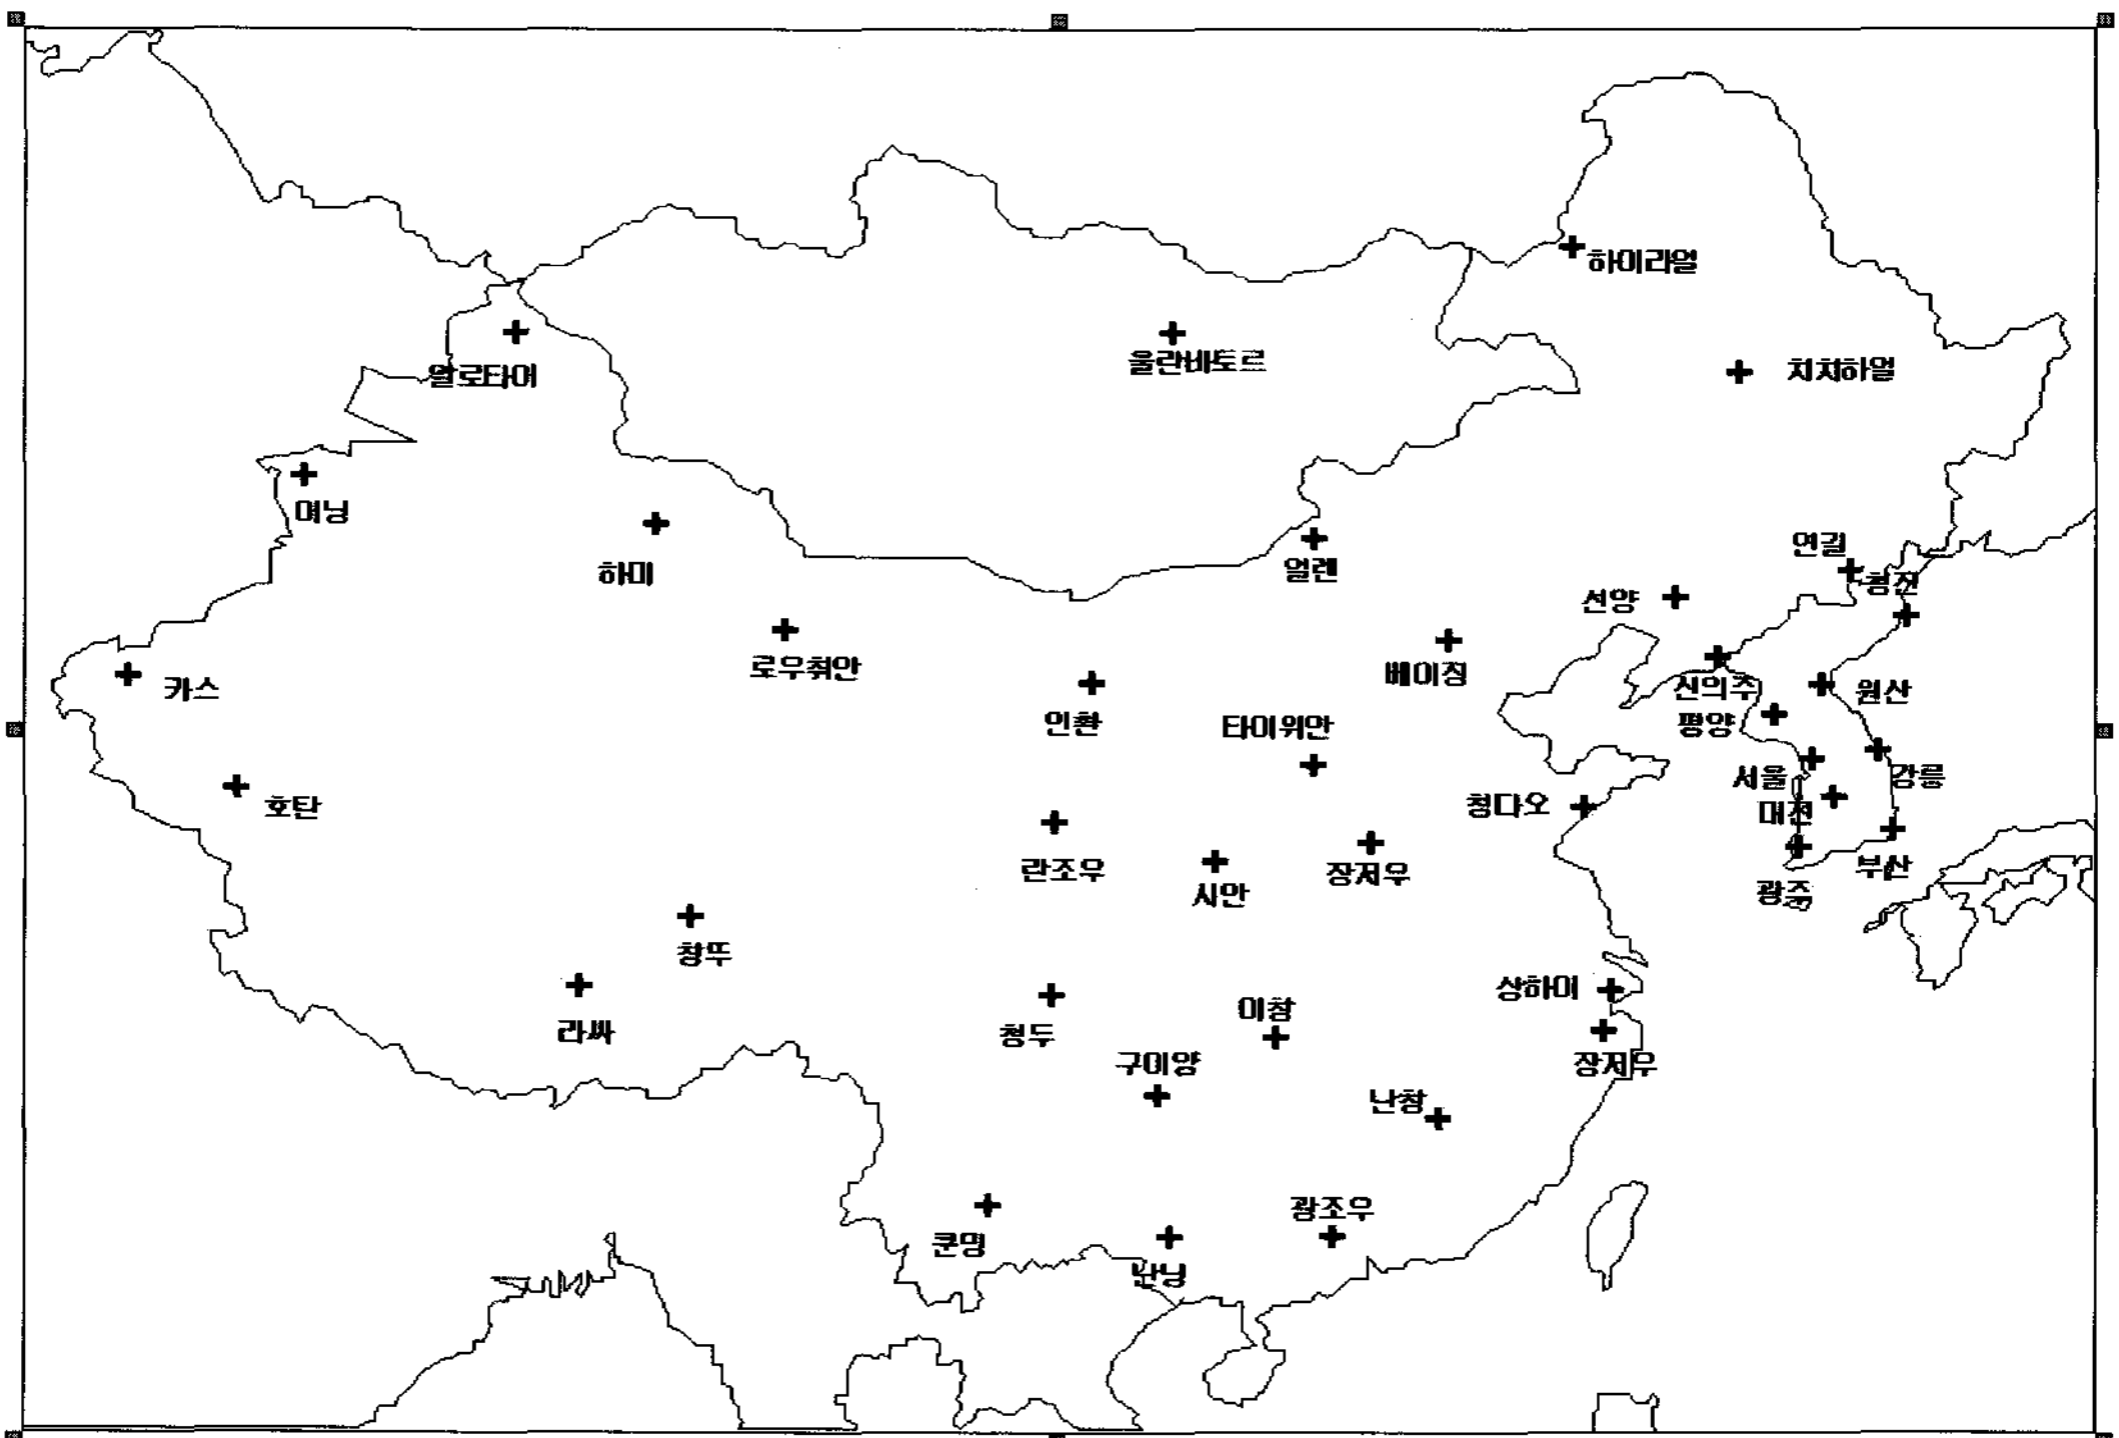 하이라얼
울란바토르
치치하얼
알로타이
여닝
하미
얼렌
연길
청진
선양
로우취안
베이징
신의주
원산
카스
인촨
타이위안
평양
서울
강릉
호탄
청다오
대전
란조우
시안
장저우
부산
광주
창뚜
상하이
라싸
청두
이창
구이양
장저우
난창
쿤명
광조우
난닝